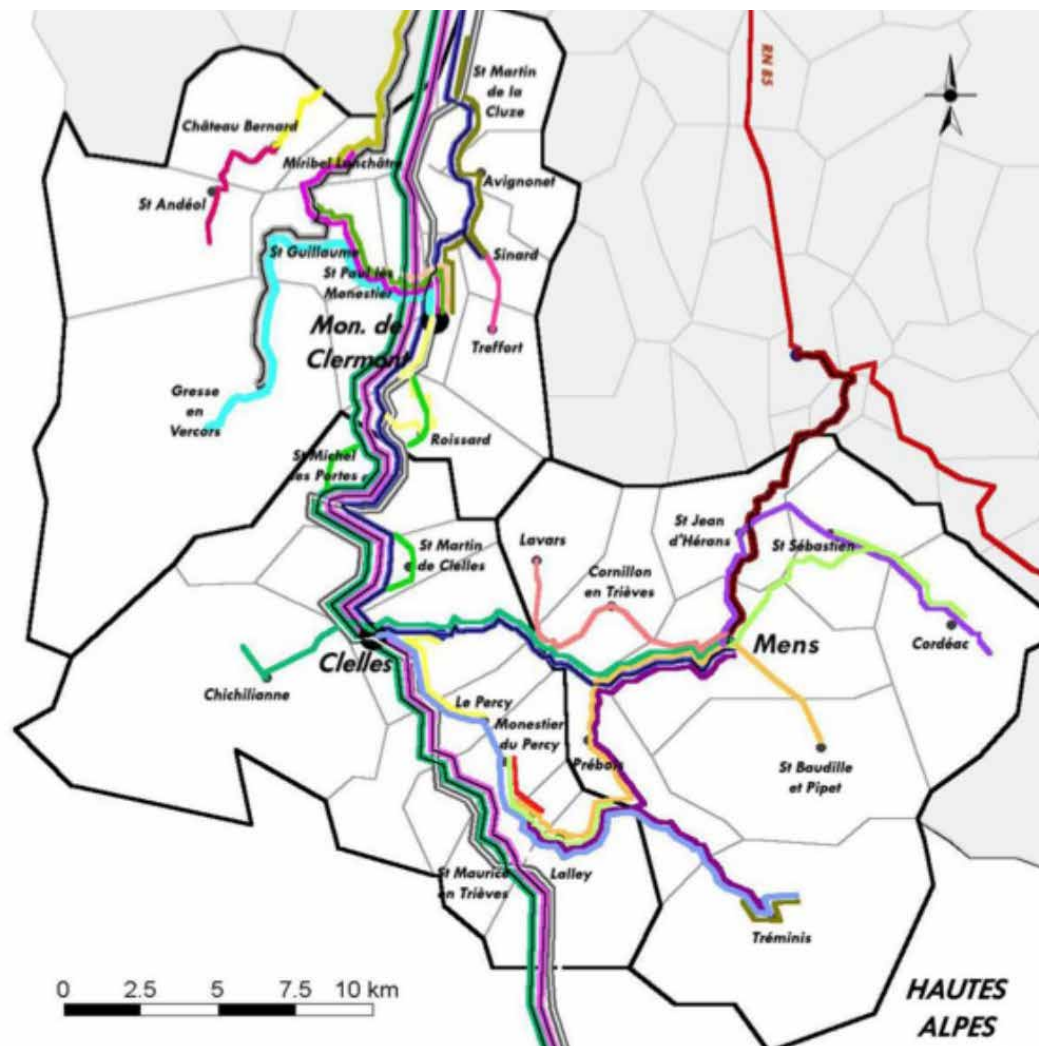 St Martin
de la
Cluze
RN 85
Château Bernard
Miribel Lanchâtre
Avignonet
St Andéol
St Guillaume
Sinard
St Paul lès
Monestier
Mon. de
Clermont
Treffort
Gresse
en
Vercors
Roissard
St Michel
les Portes
St Jean
d'Hérans
St Sébastien
Lavars
St Martin
de Clelles
Cornillon
en Trièves
Cordéac
Mens
Clelles
Chichilianne
Le Percy
Monestier
du Percy
Prébois
St Baudille
et Pipet
St Maurice
en Trièves
Lalley
Tréminis
0 2.5 5 7.5 10 km
HAUTES
ALPES